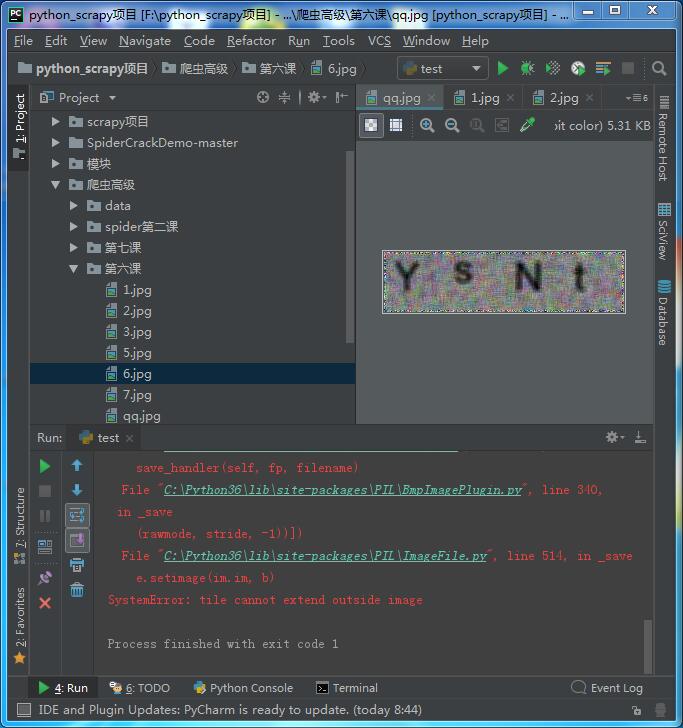 python_scrapy项目 [F:\python_scrapy项目] - ...\爬虫高级\第六课\qq.jpg [python_scrapy项目] - ...
File Edit View Navigate Code Refactor Run Tools VCS Window Help
python_scrapy项目 爬虫高级 第六课 6.jpg test
1: Project
Project
qq.jpg 1.jpg 2.jpg 6
bit color) 5.31 KB
scrapy项目
SpiderCrackDemo-master
模块
爬虫高级
data
spider第二课
第七课
第六课
1.jpg
2.jpg
3.jpg
5.jpg
6.jpg
7.jpg
qq.jpg
Y s N t
Remote Host
SciView
Database
Run: test
save_handler(self, fp, filename)
File "C:\Python36\lib\site-packages\PIL\BmpImagePlugin.py", line 340,
in _save
(rawmode, stride, -1))])
File "C:\Python36\lib\site-packages\PIL\ImageFile.py", line 514, in _save
e.setimage(im.im, b)
SystemError: tile cannot extend outside image
Process finished with exit code 1
7: Structure
2: Favorites
4: Run 6: TODO Python Console Terminal Event Log
IDE and Plugin Updates: PyCharm is ready to update. (today 8:44)